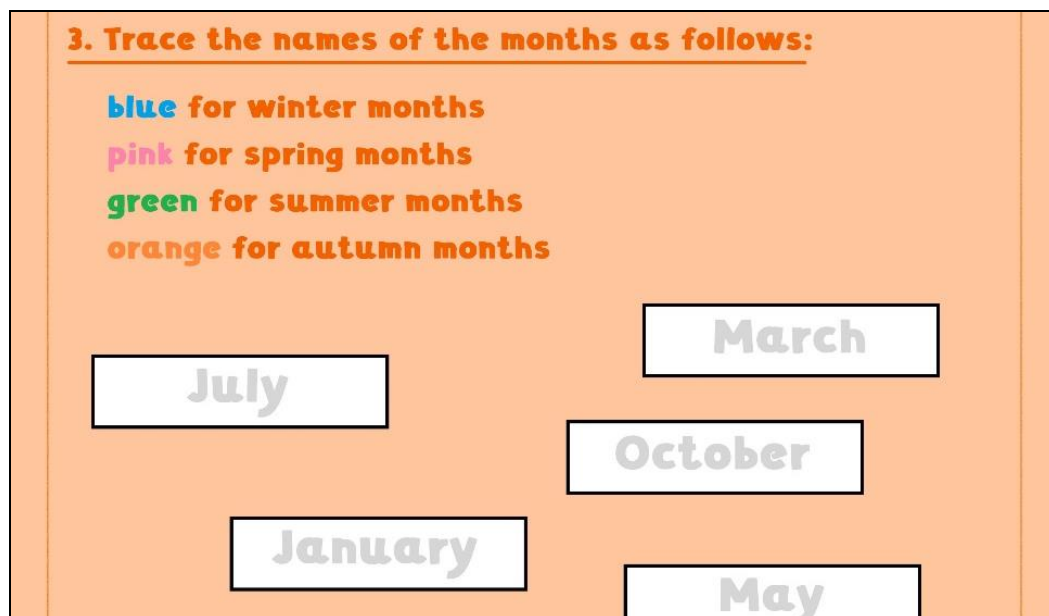 3. Trace the names of the months as follows:
blue for winter months
pink for spring months
green for summer months
orange for autumn months
March
July
October
January
May